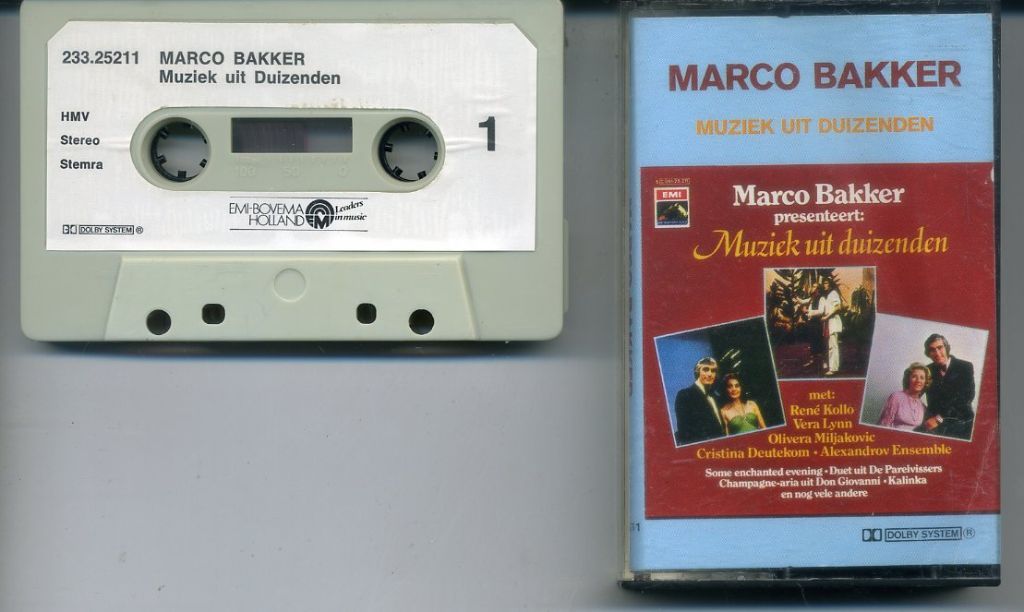 233.25211 MARCO BAKKER
Muziek uit Duizenden
HMV
Stereo
Stemra
1
100 50 0
EMI-BOVEMA
HOLLAND
EMI
Leaders
in music
DOLBY SYSTEM ®
MARCO BAKKER
MUZIEK UIT DUIZENDEN
EMI
Marco Bakker
presenteert:
Muziek uit duizenden
met:
René Kollo
Vera Lynn
Olivera Miljakovic
Cristina Deutekom • Alexandrov Ensemble
Some enchanted evening • Duet uit De Parelvissers
Champagne-aria uit Don Giovanni • Kalinka
en nog vele andere
DOLBY SYSTEM ®